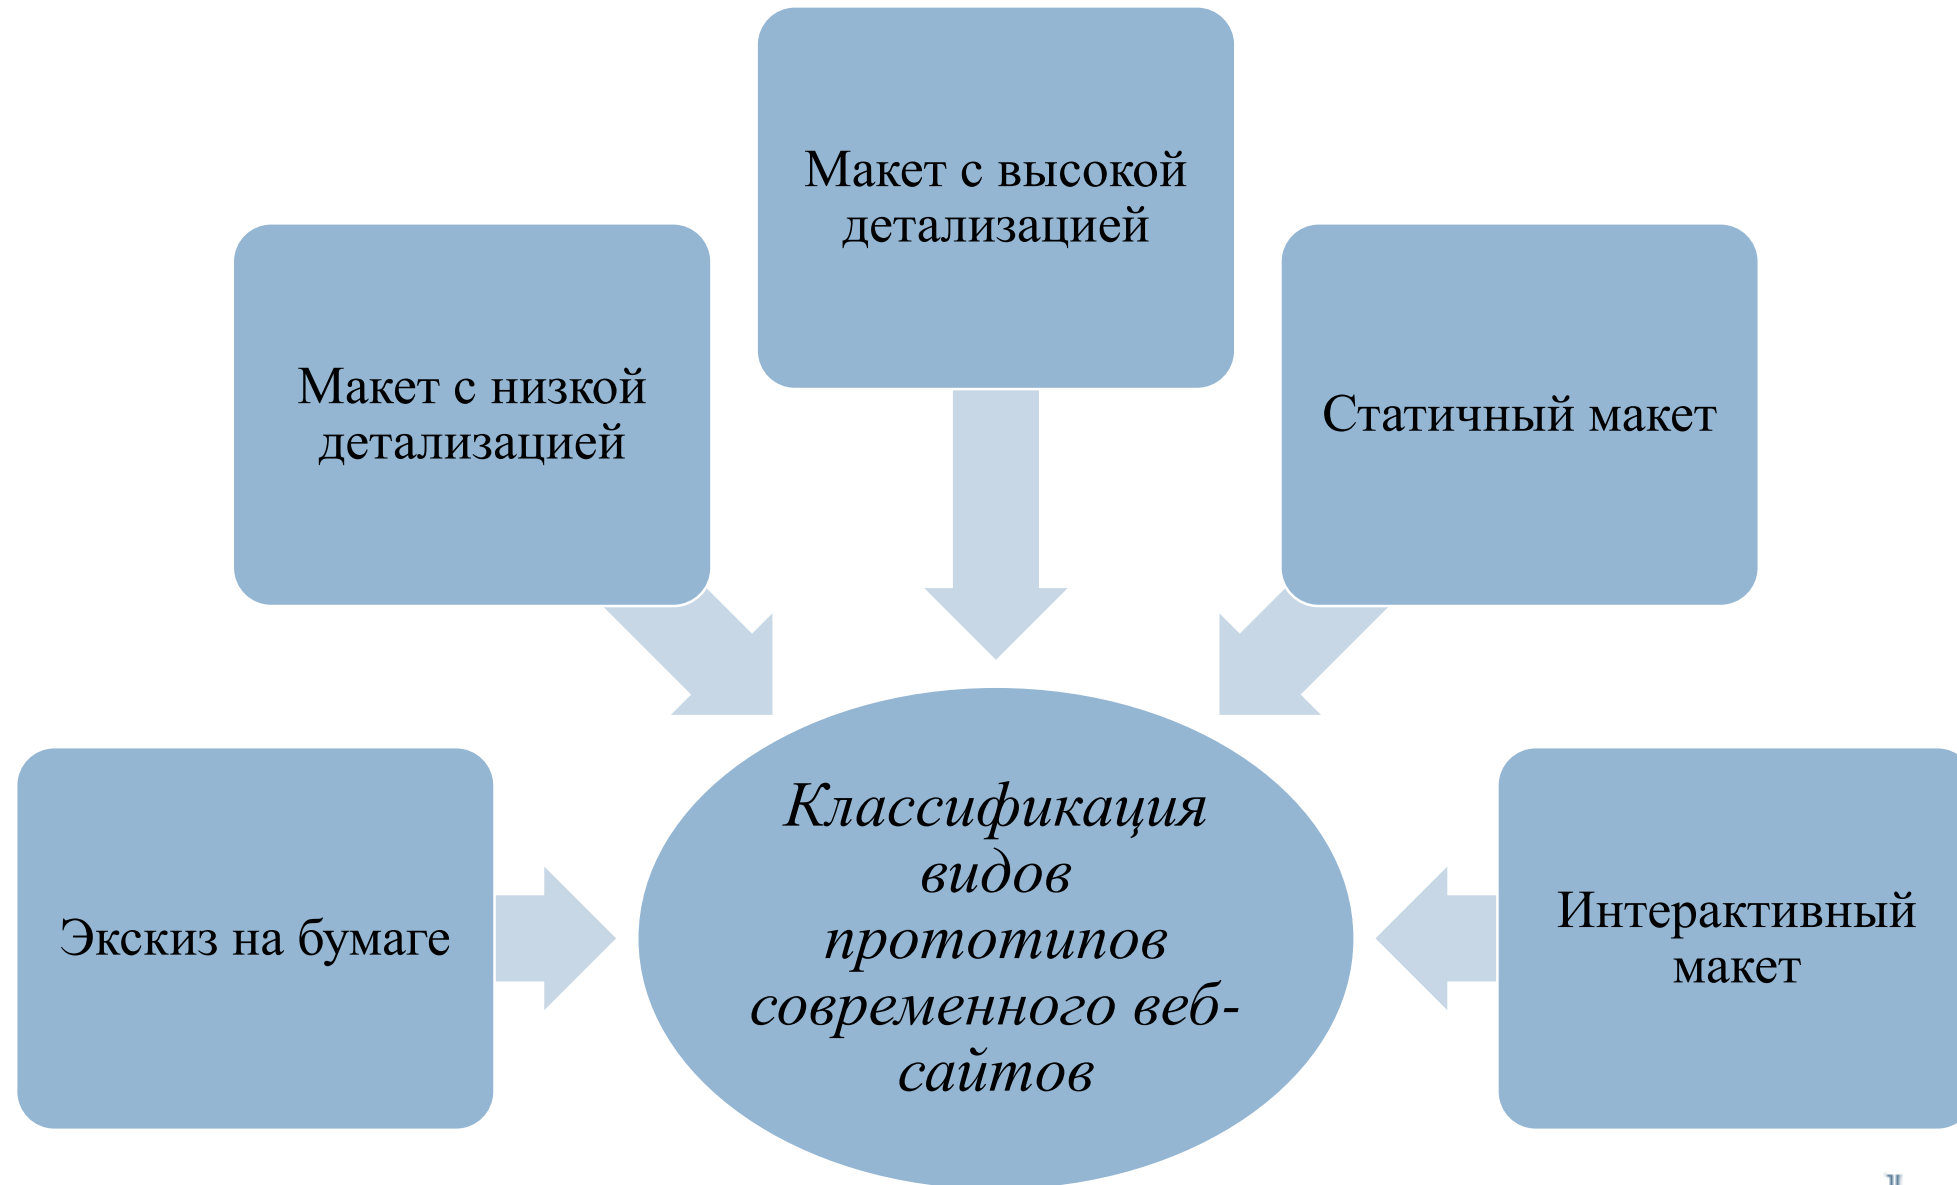 Макет с высокой
детализацией
Макет с низкой
детализацией
Статичный макет
Экскиз на бумаге
Классификация
видов
прототипов
современного веб-
сайтов
Интерактивный
макет